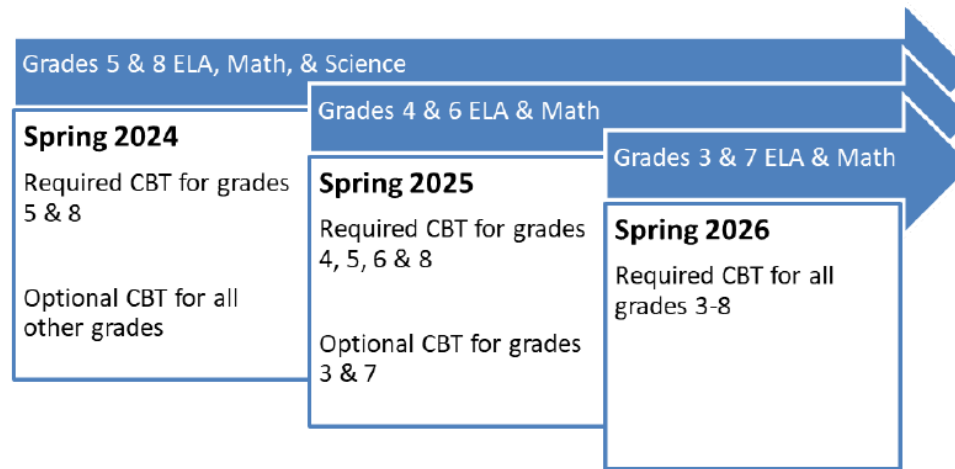 Grades 5 & 8 ELA, Math, & Science
Spring 2024
Required CBT for grades
5 & 8
Optional CBT for all
other grades
Grades 4 & 6 ELA & Math
Spring 2025
Required CBT for grades
4, 5, 6 & 8
Optional CBT for grades
3 & 7
Grades 3 & 7 ELA & Math
Spring 2026
Required CBT for all
grades 3-8